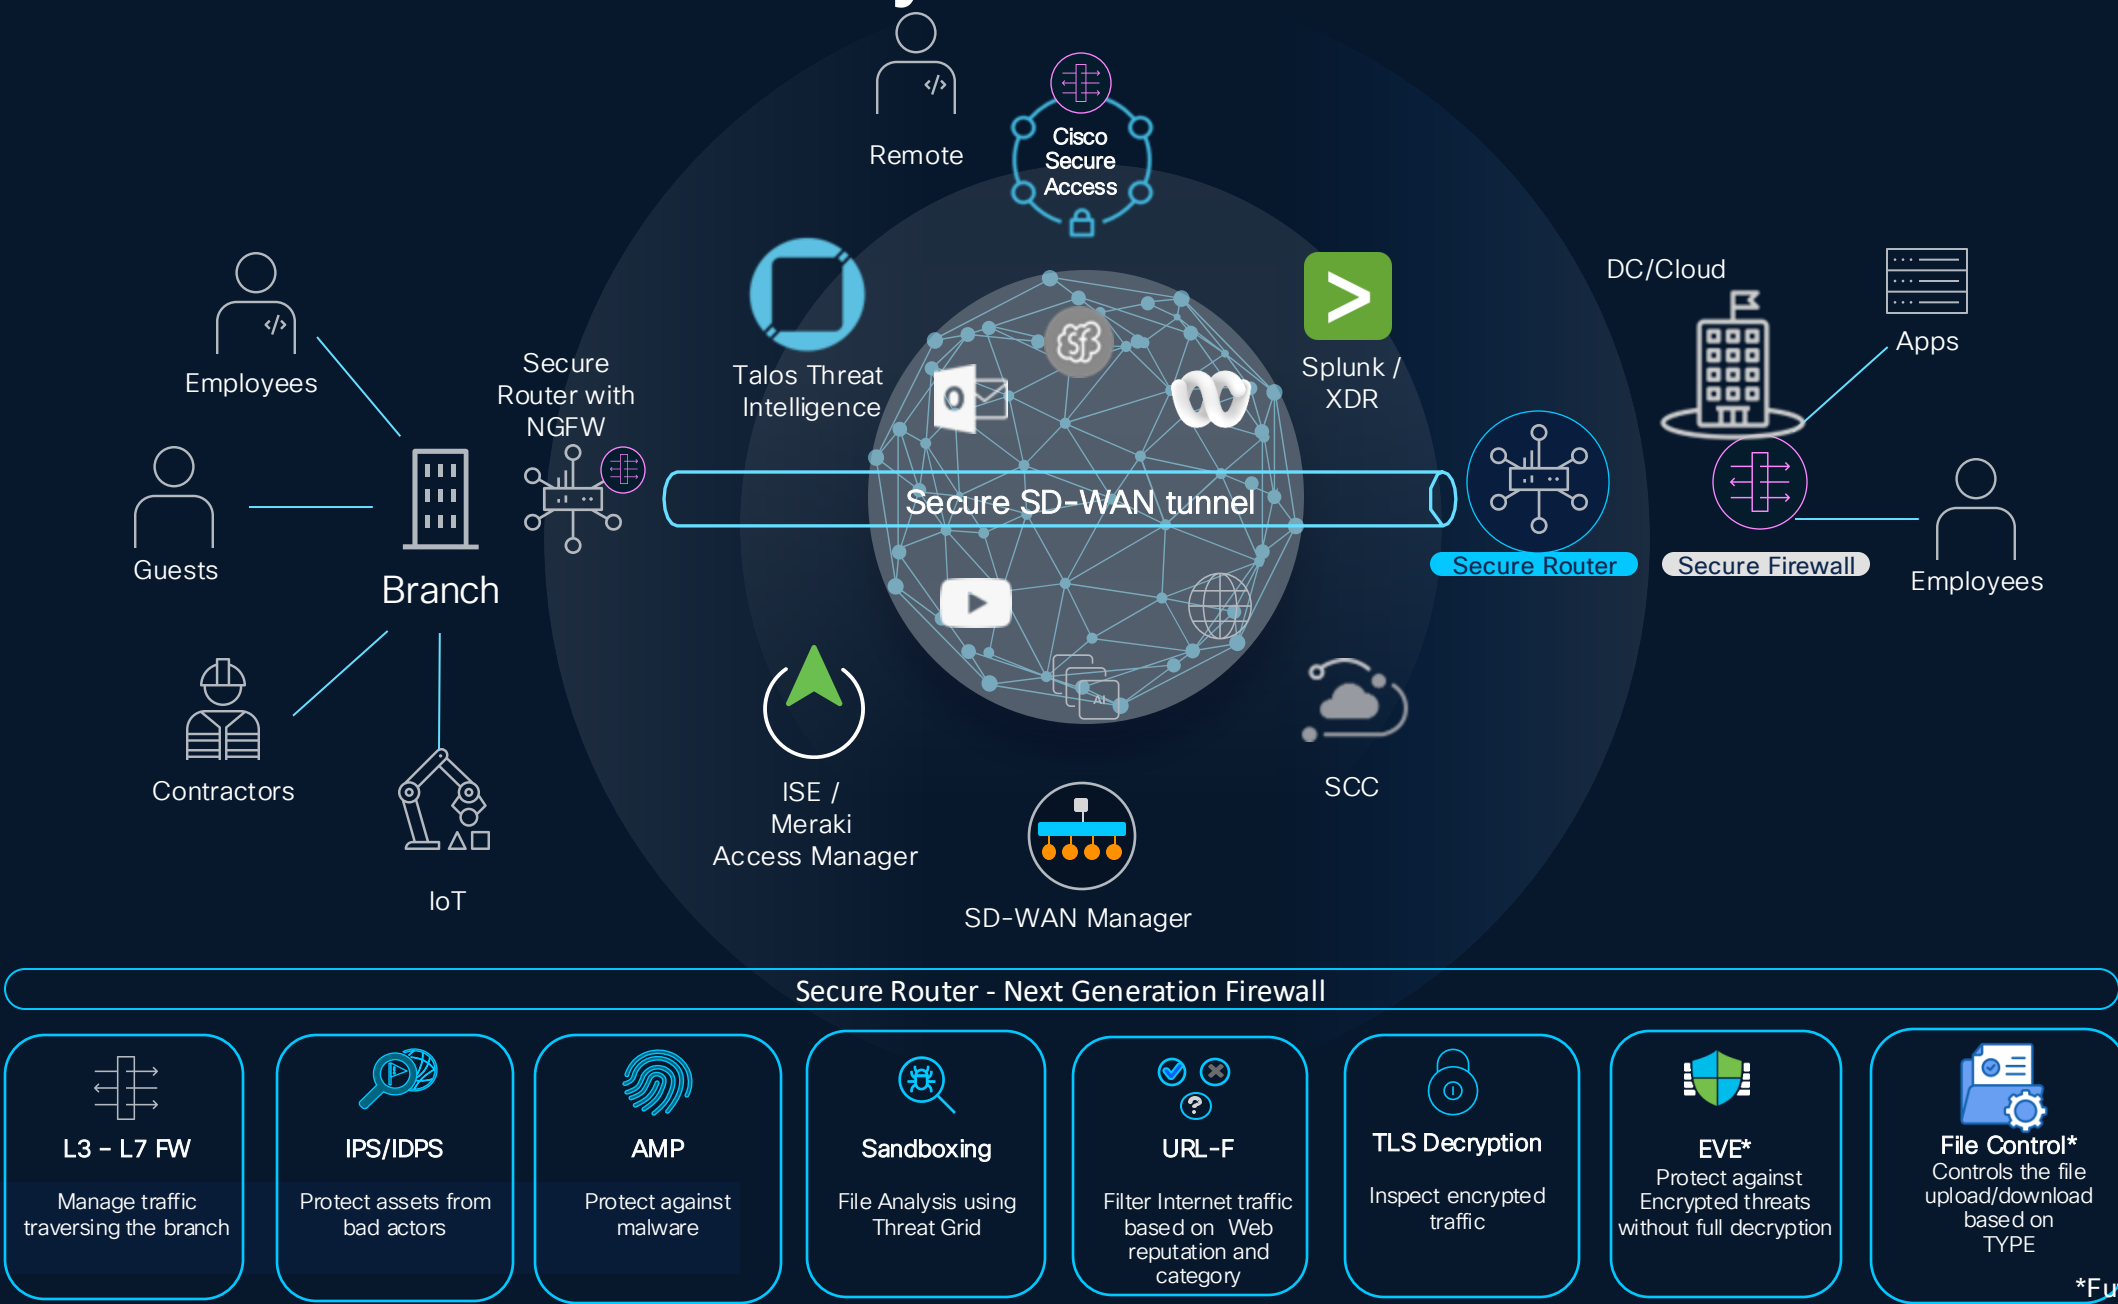 Remote
Cisco
Secure
Access
DC/Cloud
Apps
Employees
Secure
Router with
NGFW
Talos Threat
Intelligence
Splunk /
XDR
Secure SD-WAN tunnel
Guests
Branch
Secure Router
Secure Firewall
Employees
Contractors
IoT
ISE /
Meraki
Access Manager
AI
SCC
SD-WAN Manager
Secure Router - Next Generation Firewall
L3 – L7 FW
Manage traffic
traversing the branch
IPS/IDPS
Protect assets from
bad actors
AMP
Protect against
malware
Sandboxing
File Analysis using
Threat Grid
URL-F
Filter Internet traffic
based on Web
reputation and
category
TLS Decryption
Inspect encrypted
traffic
EVE*
Protect against
Encrypted threats
without full decryption
File Control*
Controls the file
upload/download
based on
TYPE